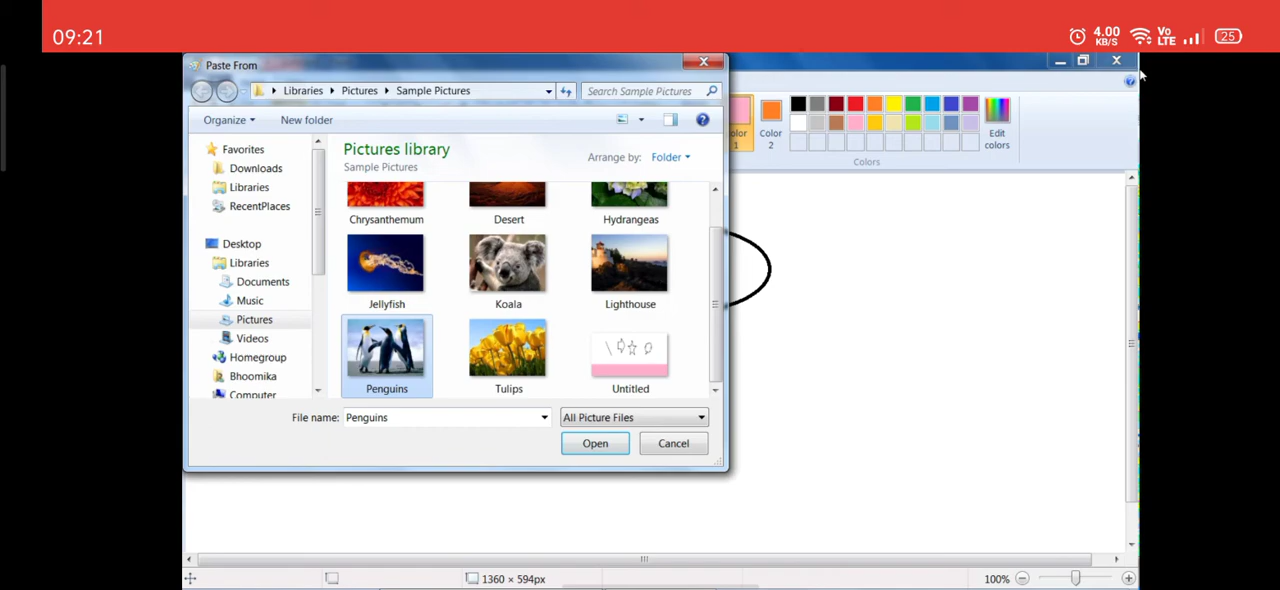 09:21
4.00 KB/S Vo LTE 25
Paste From
Libraries Pictures Sample Pictures
Search Sample Pictures
Organize New folder
Pictures library
Sample Pictures
Arrange by: Folder
Favorites
Downloads
Libraries
RecentPlaces
Desktop
Libraries
Documents
Music
Pictures
Videos
Homegroup
Bhoomika
Computer
Chrysanthemum Desert Hydrangeas
Jellyfish Koala Lighthouse
Penguins Tulips Untitled
File name: Penguins All Picture Files
Open Cancel
Color 2
Edit colors
Colors
1360 × 594px
100%